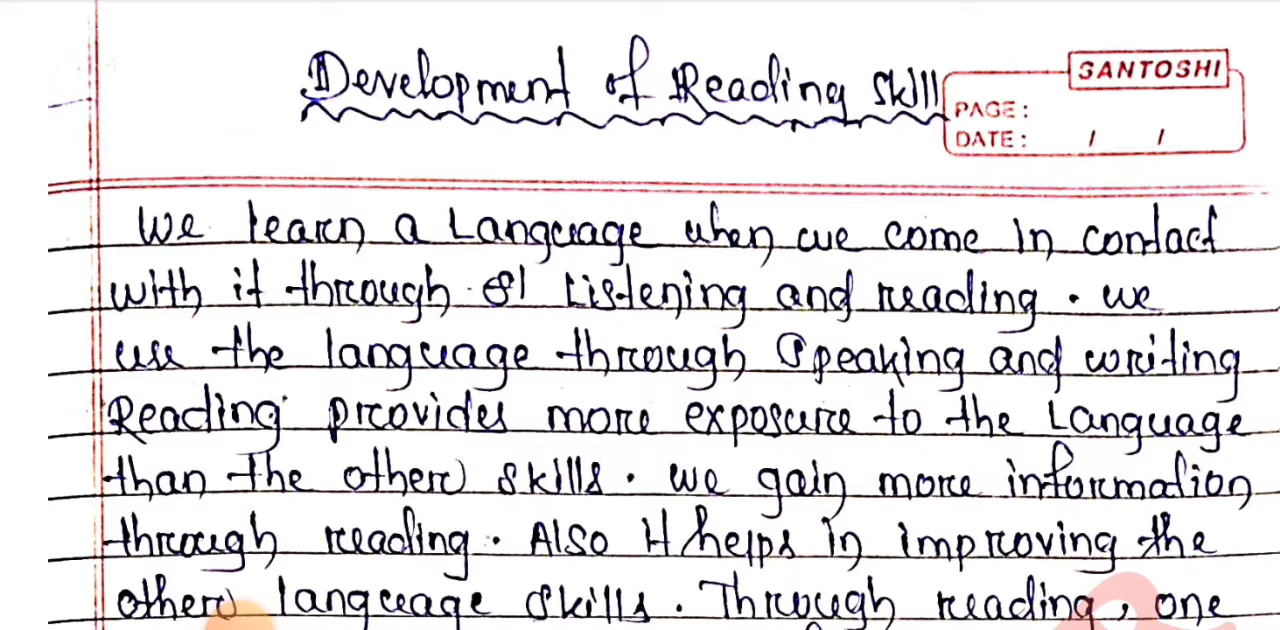 Development of Reading Skill
SANTOSHI
PAGE:
DATE: / /
We learn a Language when we come in contact
with it through Listening and reading. we
use the language through Speaking and writing
Reading provides more exposure to the Language
than the other skills. we gain more information
through reading. Also it helps in improving the
other language skills. Through reading, one